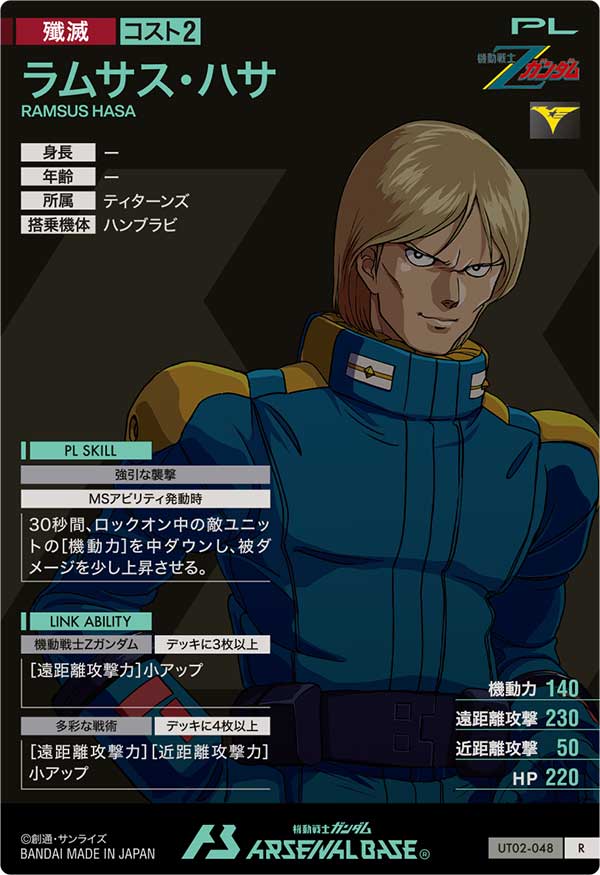 殲滅 コスト2 PL
ラムサス・ハサ
RAMSUS HASA
機動戦士Zガンダム
身長 ー
年齢 ー
所属 ティターンズ
搭乗機体 ハンブラビ
PL SKILL
強引な襲撃
MSアビリティ発動時
30秒間、ロックオン中の敵ユニッ
トの[機動力]を中ダウンし、被ダ
メージを少し上昇させる。
LINK ABILITY
機動戦士Zガンダム デッキに3枚以上
[遠距離攻撃力]小アップ
多彩な戦術 デッキに4枚以上
[遠距離攻撃力][近距離攻撃力]
小アップ
機動力 140
遠距離攻撃 230
近距離攻撃 50
HP 220
©創通・サンライズ
BANDAI MADE IN JAPAN
機動戦士ガンダム
ARSENAL BASE®
UT02-048 R